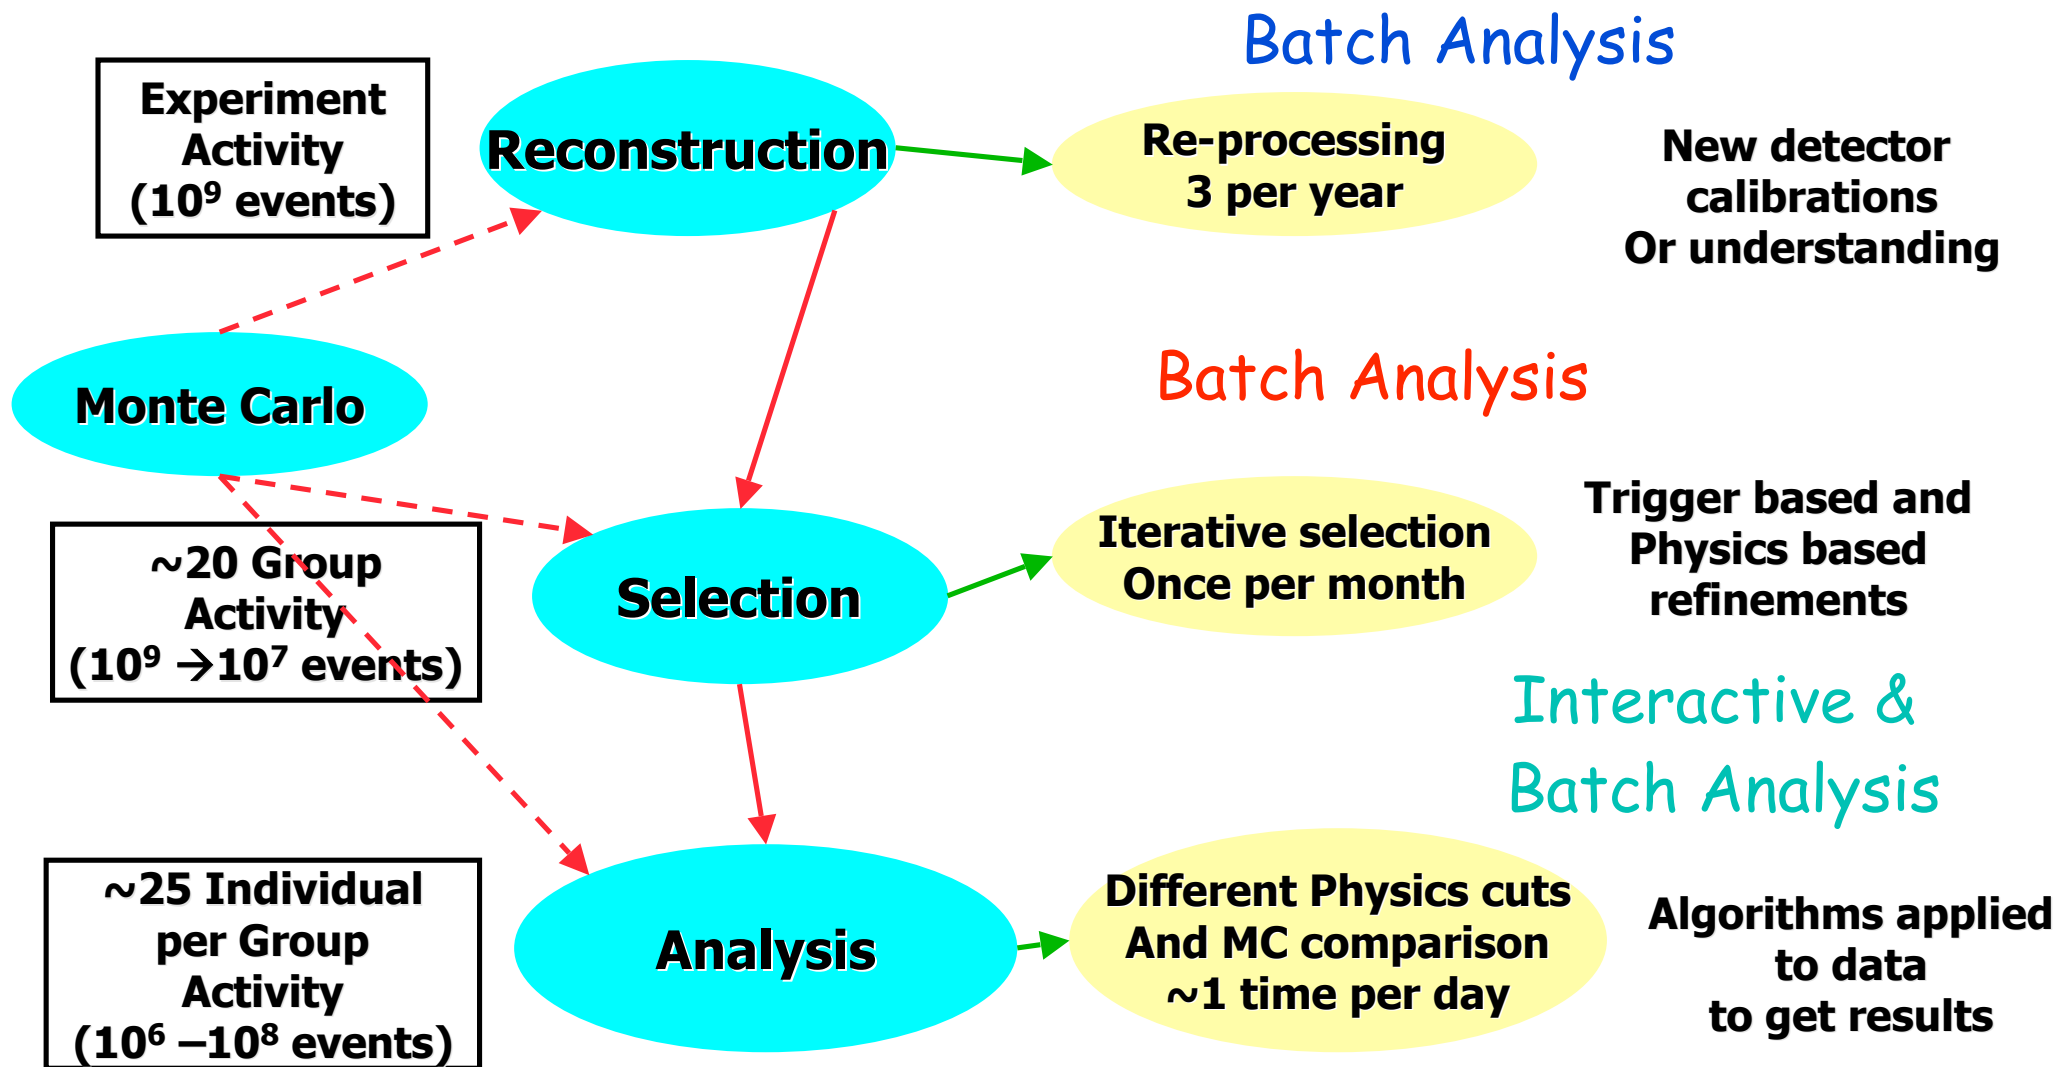 Batch Analysis
Experiment
Activity
(10⁹ events)
Reconstruction
Re-processing
3 per year
New detector
calibrations
Or understanding
Monte Carlo
Batch Analysis
~20 Group
Activity
(10⁹ →10⁷ events)
Selection
Iterative selection
Once per month
Trigger based and
Physics based
refinements
Interactive &
Batch Analysis
~25 Individual
per Group
Activity
(10⁶ –10⁸ events)
Analysis
Different Physics cuts
And MC comparison
~1 time per day
Algorithms applied
to data
to get results